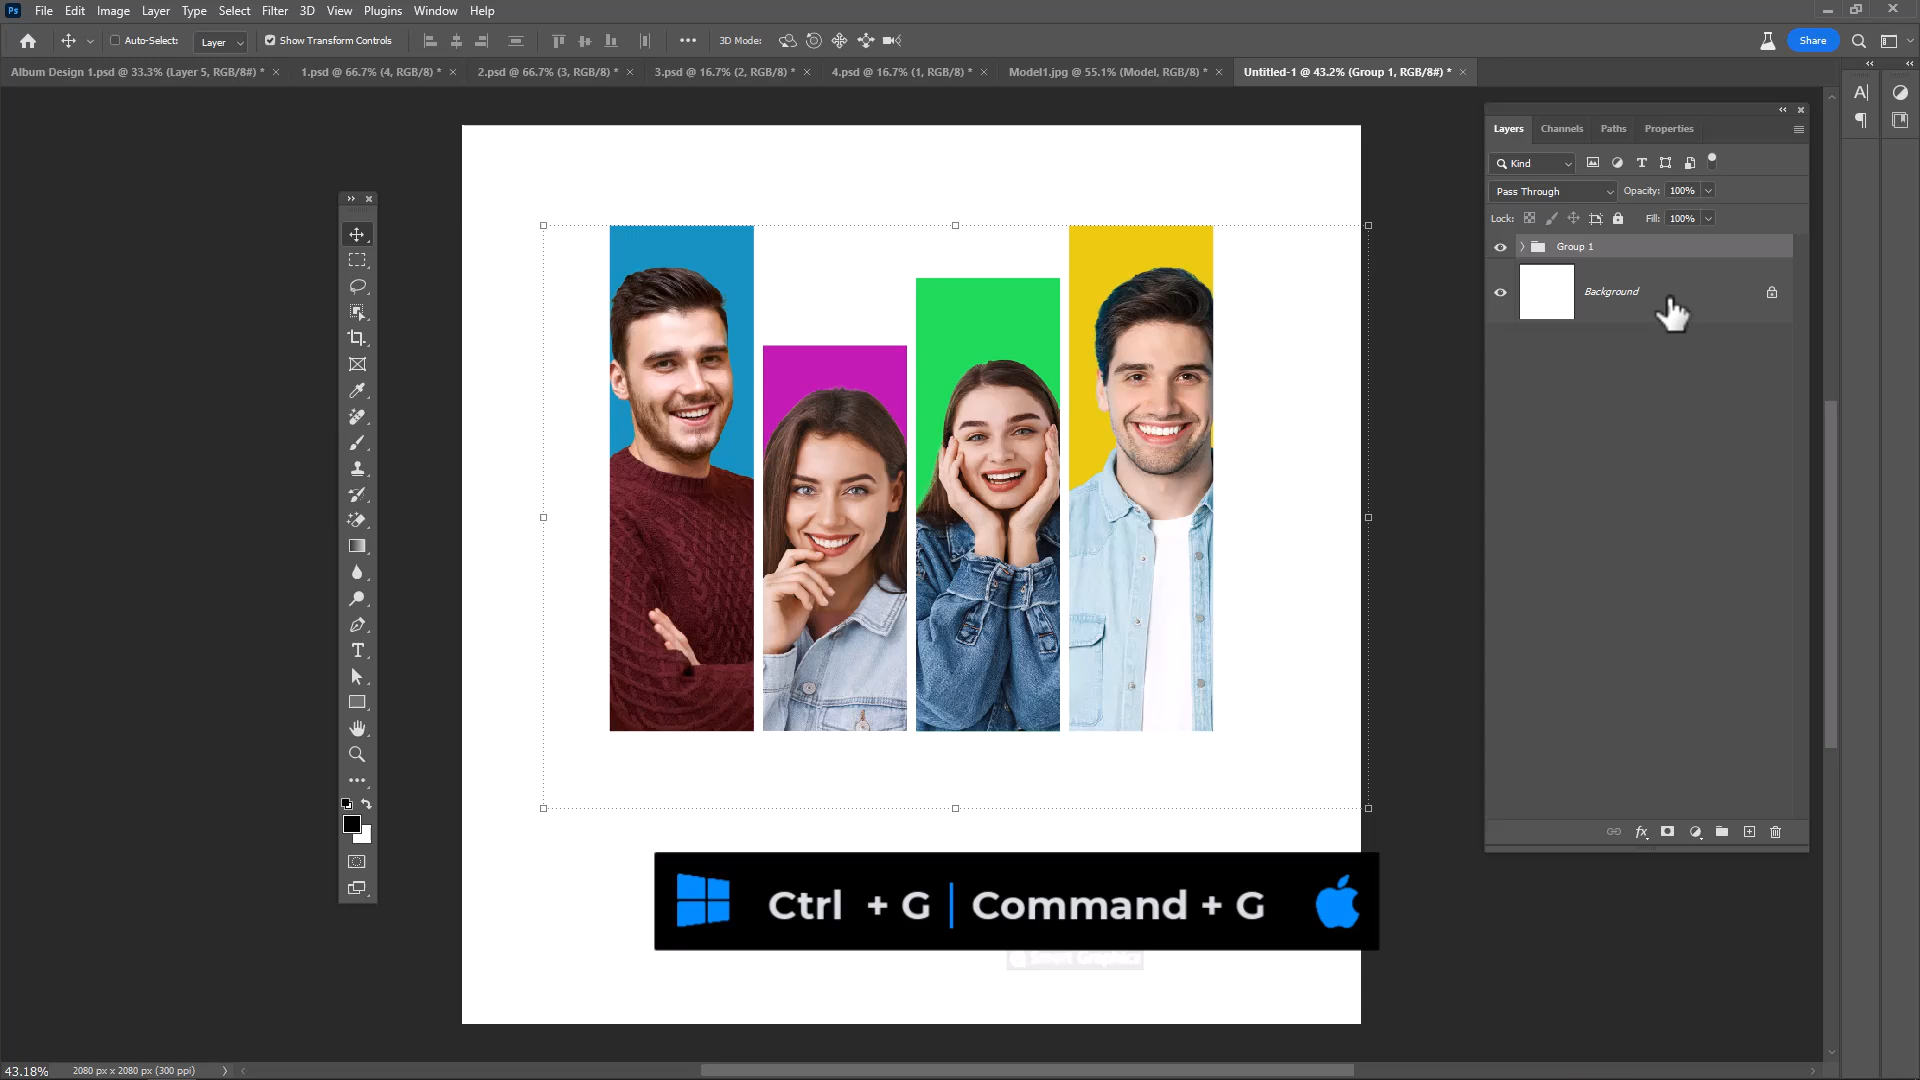 Ps File Edit Image Layer Type Select Filter 3D View Plugins Window Help
Auto-Select: Layer Show Transform Controls 3D Mode: Share
Album Design 1.psd @ 33.3% (Layer 5, RGB/8#) * 1.psd @ 66.7% (4, RGB/8) * 2.psd @ 66.7% (3, RGB/8) * 3.psd @ 16.7% (2, RGB/8) * 4.psd @ 16.7% (1, RGB/8) * Model1.jpg @ 55.1% (Model, RGB/8) * Untitled-1 @ 43.2% (Group 1, RGB/8#) *
Layers Channels Paths Properties
Kind
Pass Through Opacity: 100%
Lock: Fill: 100%
Group 1
Background
Ctrl + G | Command + G
Smart Graphics
43.18% 2080 px x 2080 px (300 ppi)